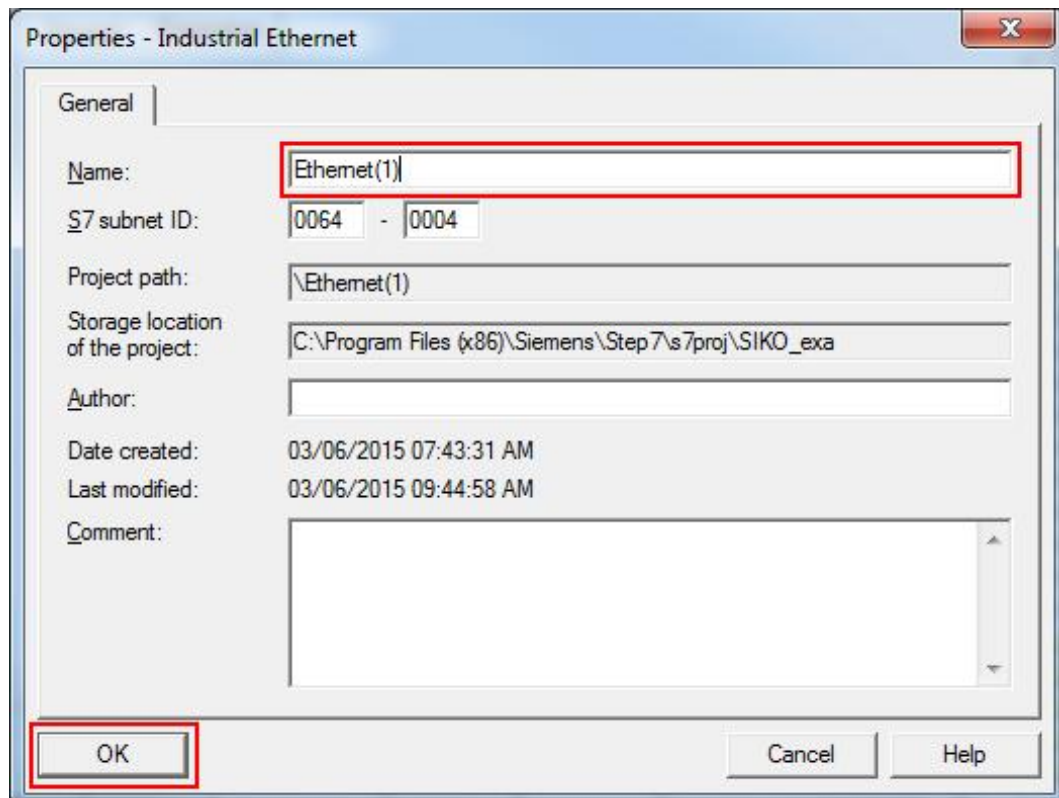 Properties - Industrial Ethernet
General
Name: Ethernet(1)
S7 subnet ID: 0064 - 0004
Project path: \Ethernet(1)
Storage location
of the project: C:\Program Files (x86)\Siemens\Step7\s7proj\SIKO_exa
Author:
Date created: 03/06/2015 07:43:31 AM
Last modified: 03/06/2015 09:44:58 AM
Comment:
OK Cancel Help